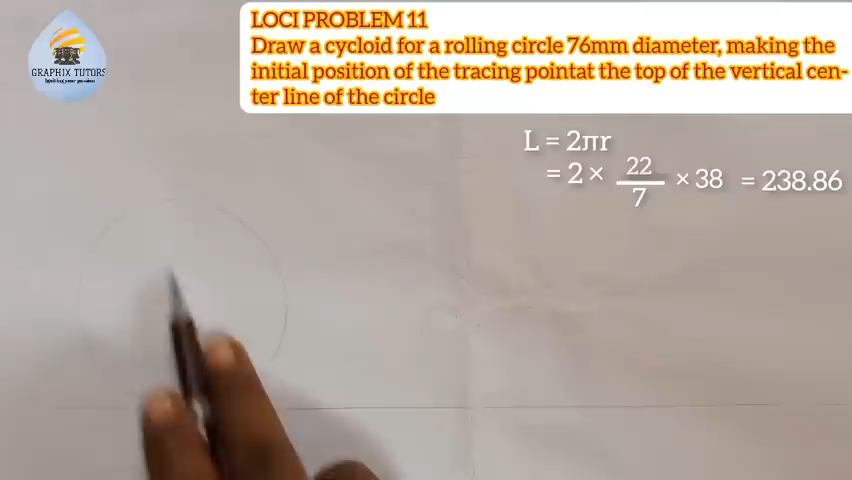 GRAPHIX TUTORS
LOCI PROBLEM 11
Draw a cycloid for a rolling circle 76mm diameter, making the
initial position of the tracing pointat the top of the vertical cen-
ter line of the circle
L = 2πr
= 2 × 22/7 × 38 = 238.86